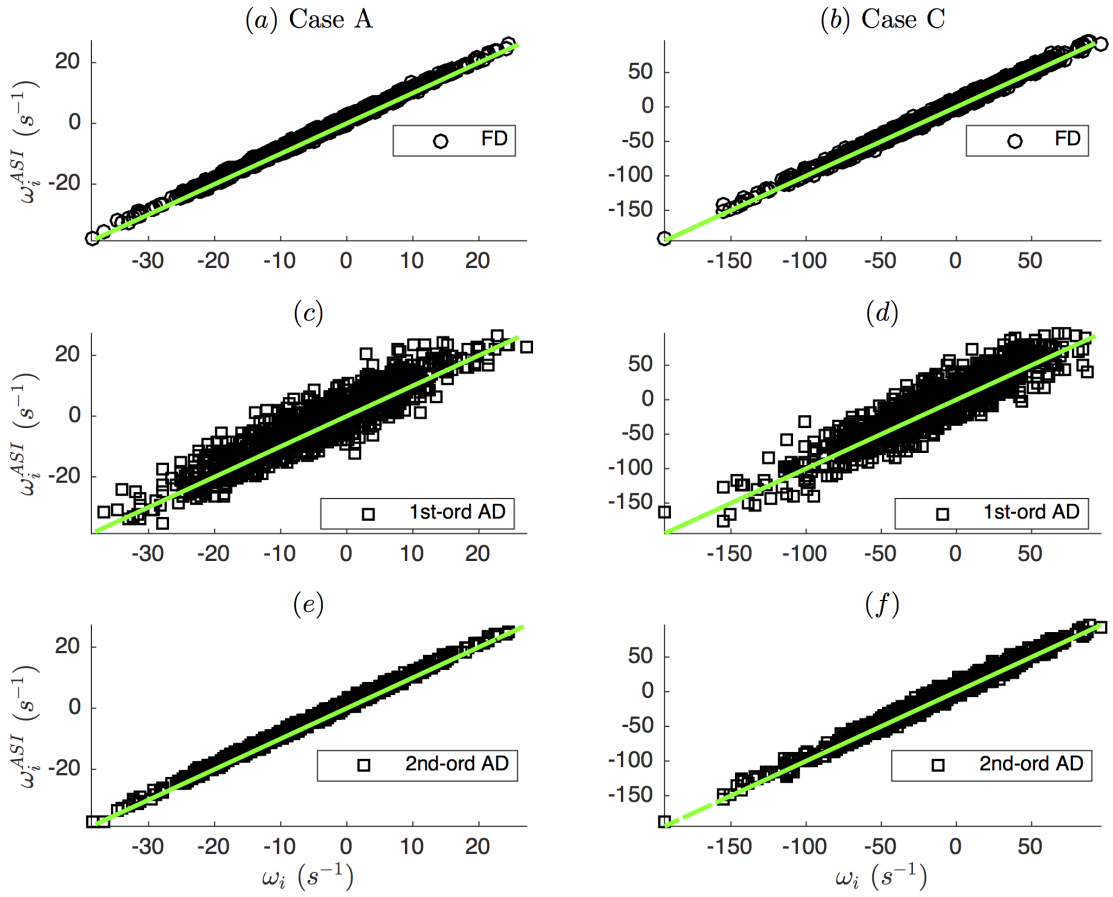 (a) Case A
(b) Case C
20
0
-20
ω_i^{ASI} (s^{-1})
FD
-30 -20 -10 0 10 20
50
0
-50
-100
-150
FD
-150 -100 -50 0 50
(c)
(d)
20
0
-20
ω_i^{ASI} (s^{-1})
1st-ord AD
-30 -20 -10 0 10 20
50
0
-50
-100
-150
1st-ord AD
-150 -100 -50 0 50
(e)
(f)
20
0
-20
ω_i^{ASI} (s^{-1})
2nd-ord AD
-30 -20 -10 0 10 20
ω_i (s^{-1})
50
0
-50
-100
-150
2nd-ord AD
-150 -100 -50 0 50
ω_i (s^{-1})